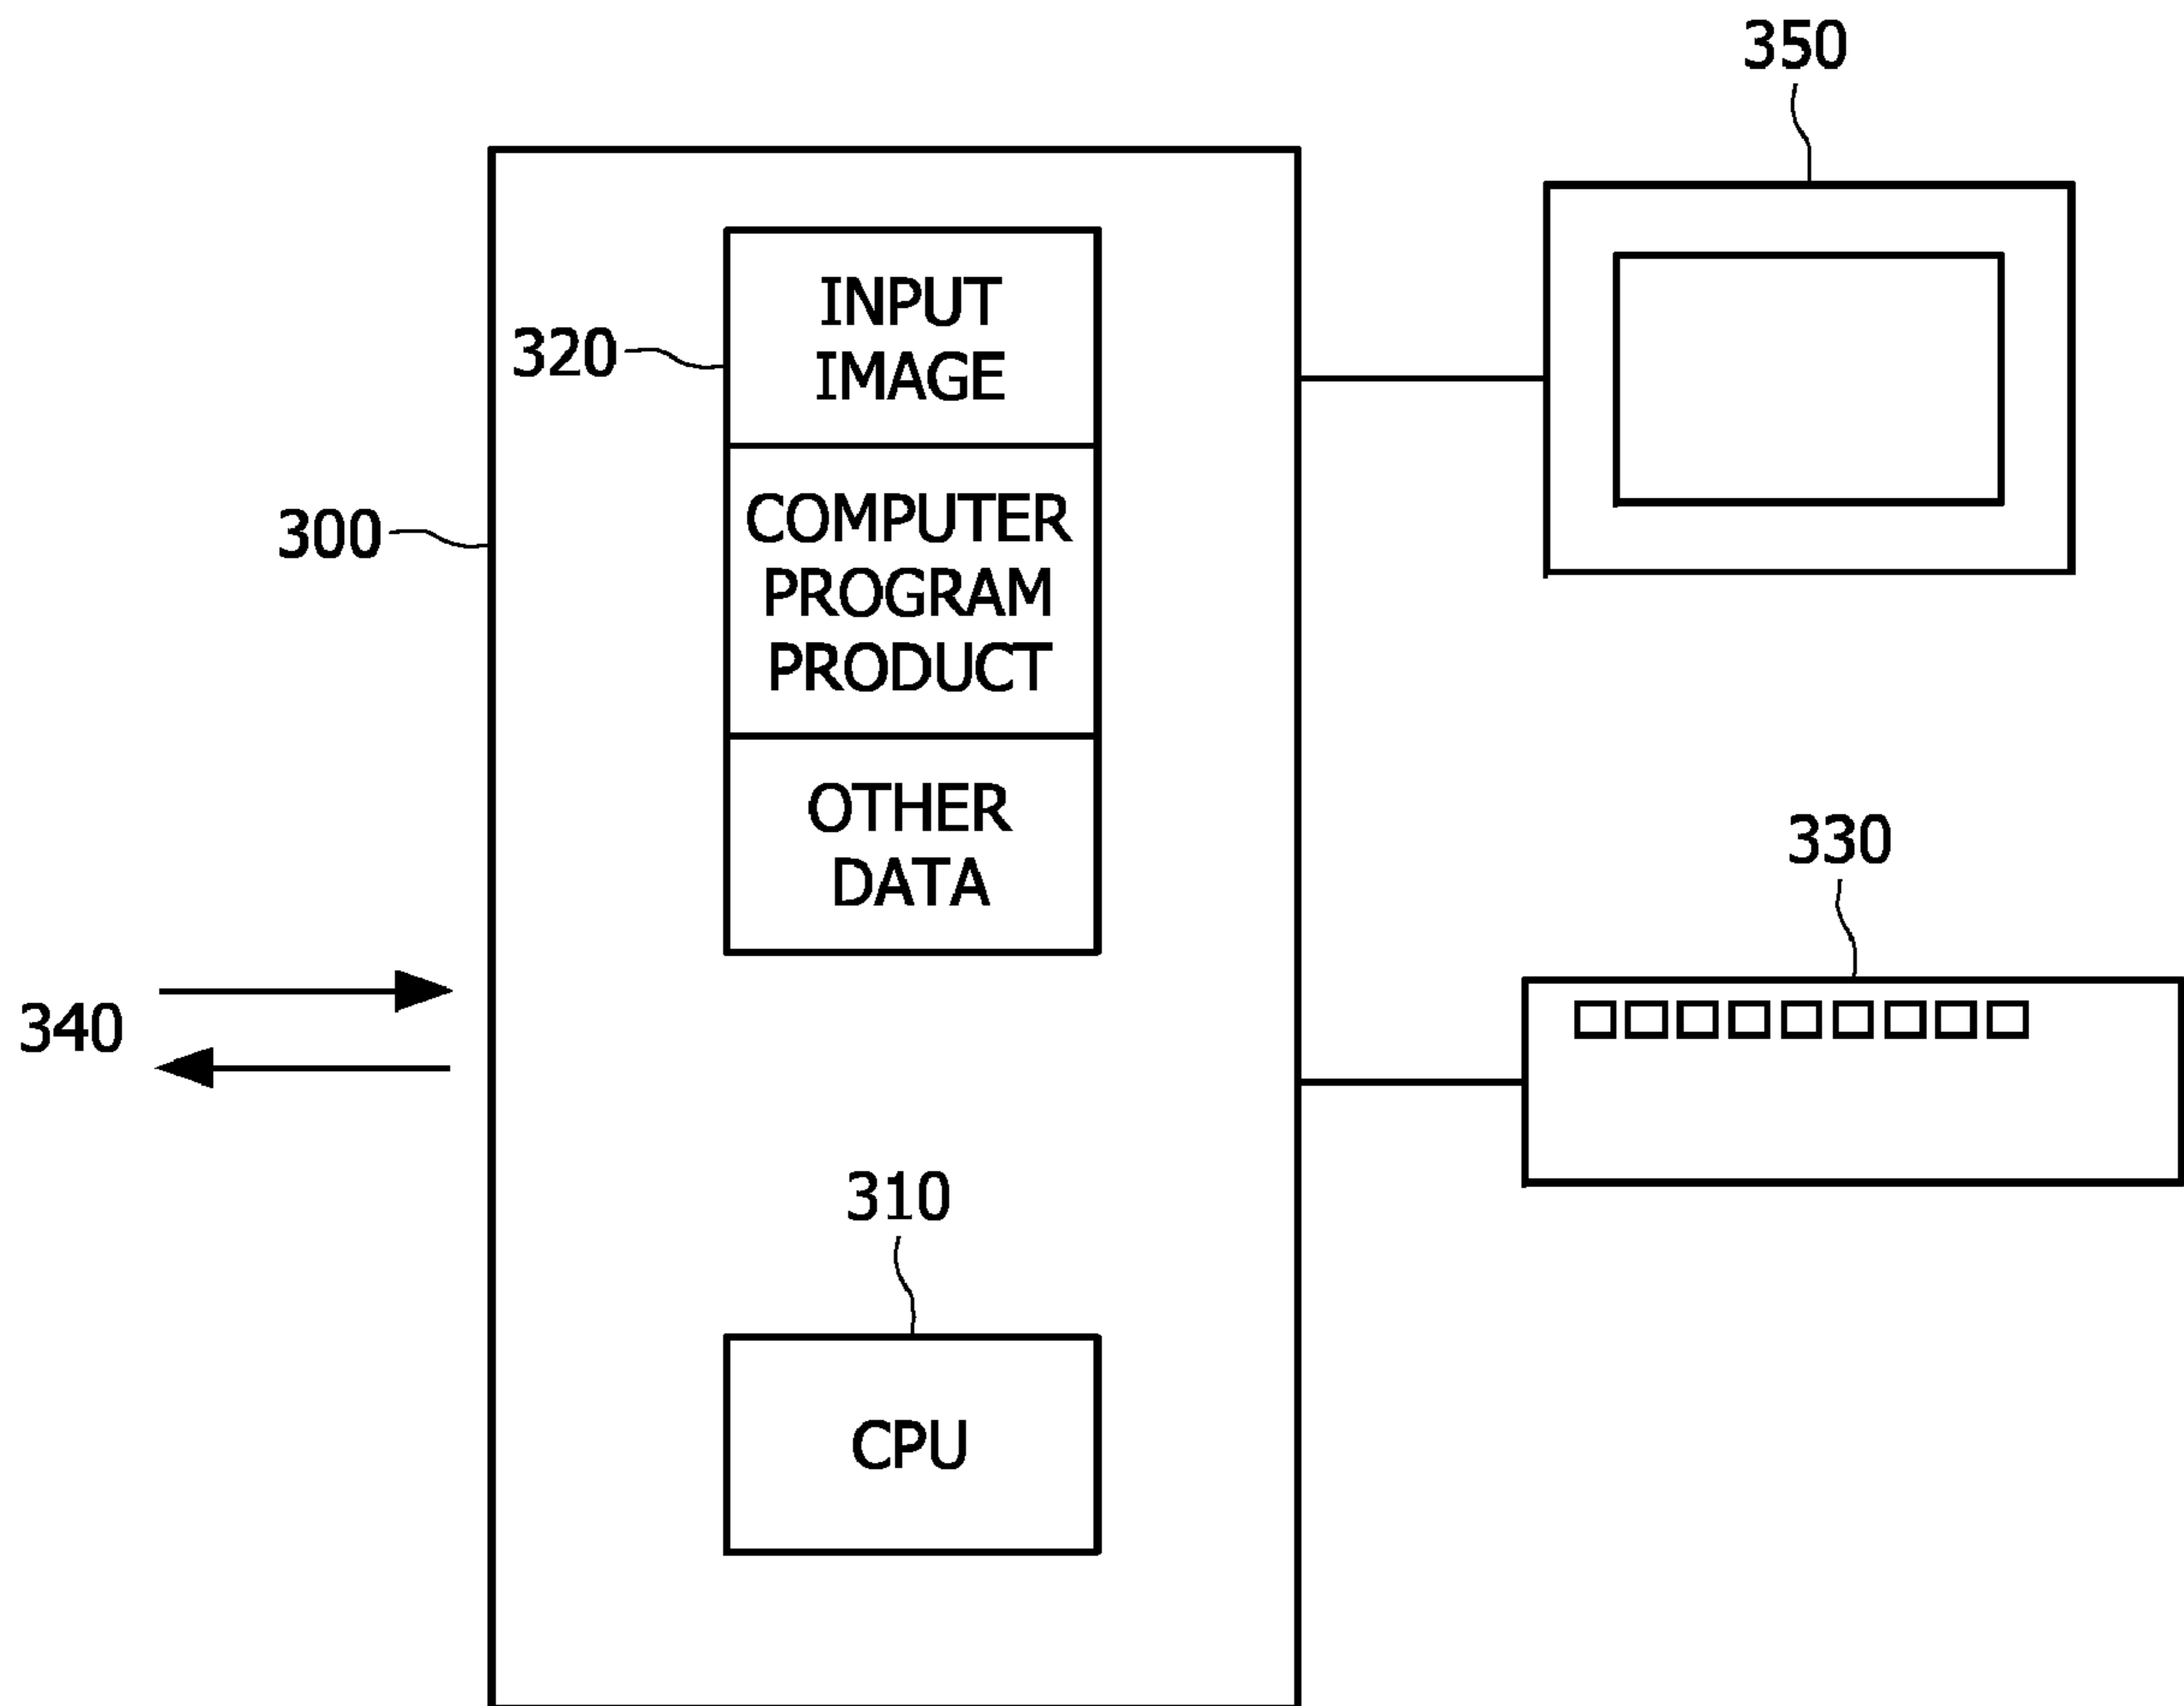 350
INPUT
IMAGE
320
COMPUTER
PROGRAM
PRODUCT
300
OTHER
DATA
330
340
310
CPU